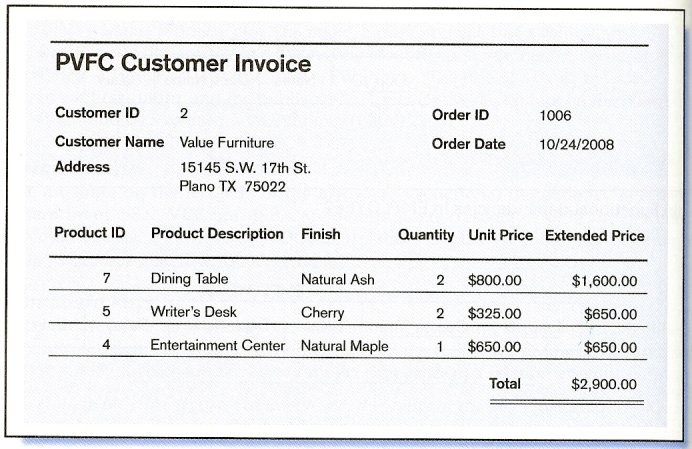 PVFC Customer Invoice
Customer ID 2 Order ID 1006
Customer Name Value Furniture Order Date 10/24/2008
Address 15145 S.W. 17th St.
Plano TX 75022
Product ID Product Description Finish Quantity Unit Price Extended Price
7 Dining Table Natural Ash 2 $800.00 $1,600.00
5 Writer's Desk Cherry 2 $325.00 $650.00
4 Entertainment Center Natural Maple 1 $650.00 $650.00
Total $2,900.00